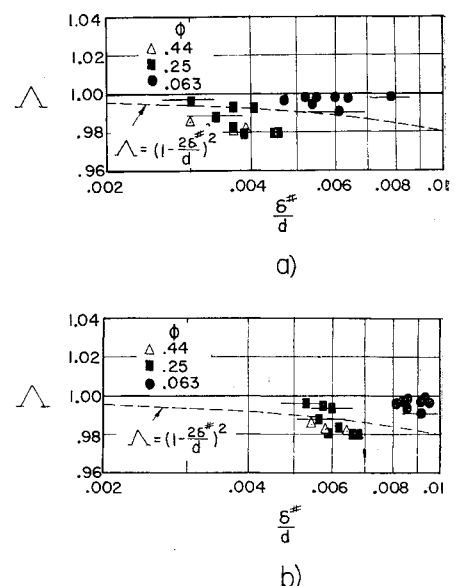 1.04
1.02
1.00
.98
.96
Λ
Φ
△ .44
■ .25
● .063
Λ = (1- 2δ# / d )²
.002
.004
.006
.008
.01
δ#
d
a)
1.04
1.02
1.00
.98
.96
Λ
Φ
△ .44
■ .25
● .063
Λ = (1- 2δ# / d )²
.002
.004
.006
.008
.01
δ#
d
b)